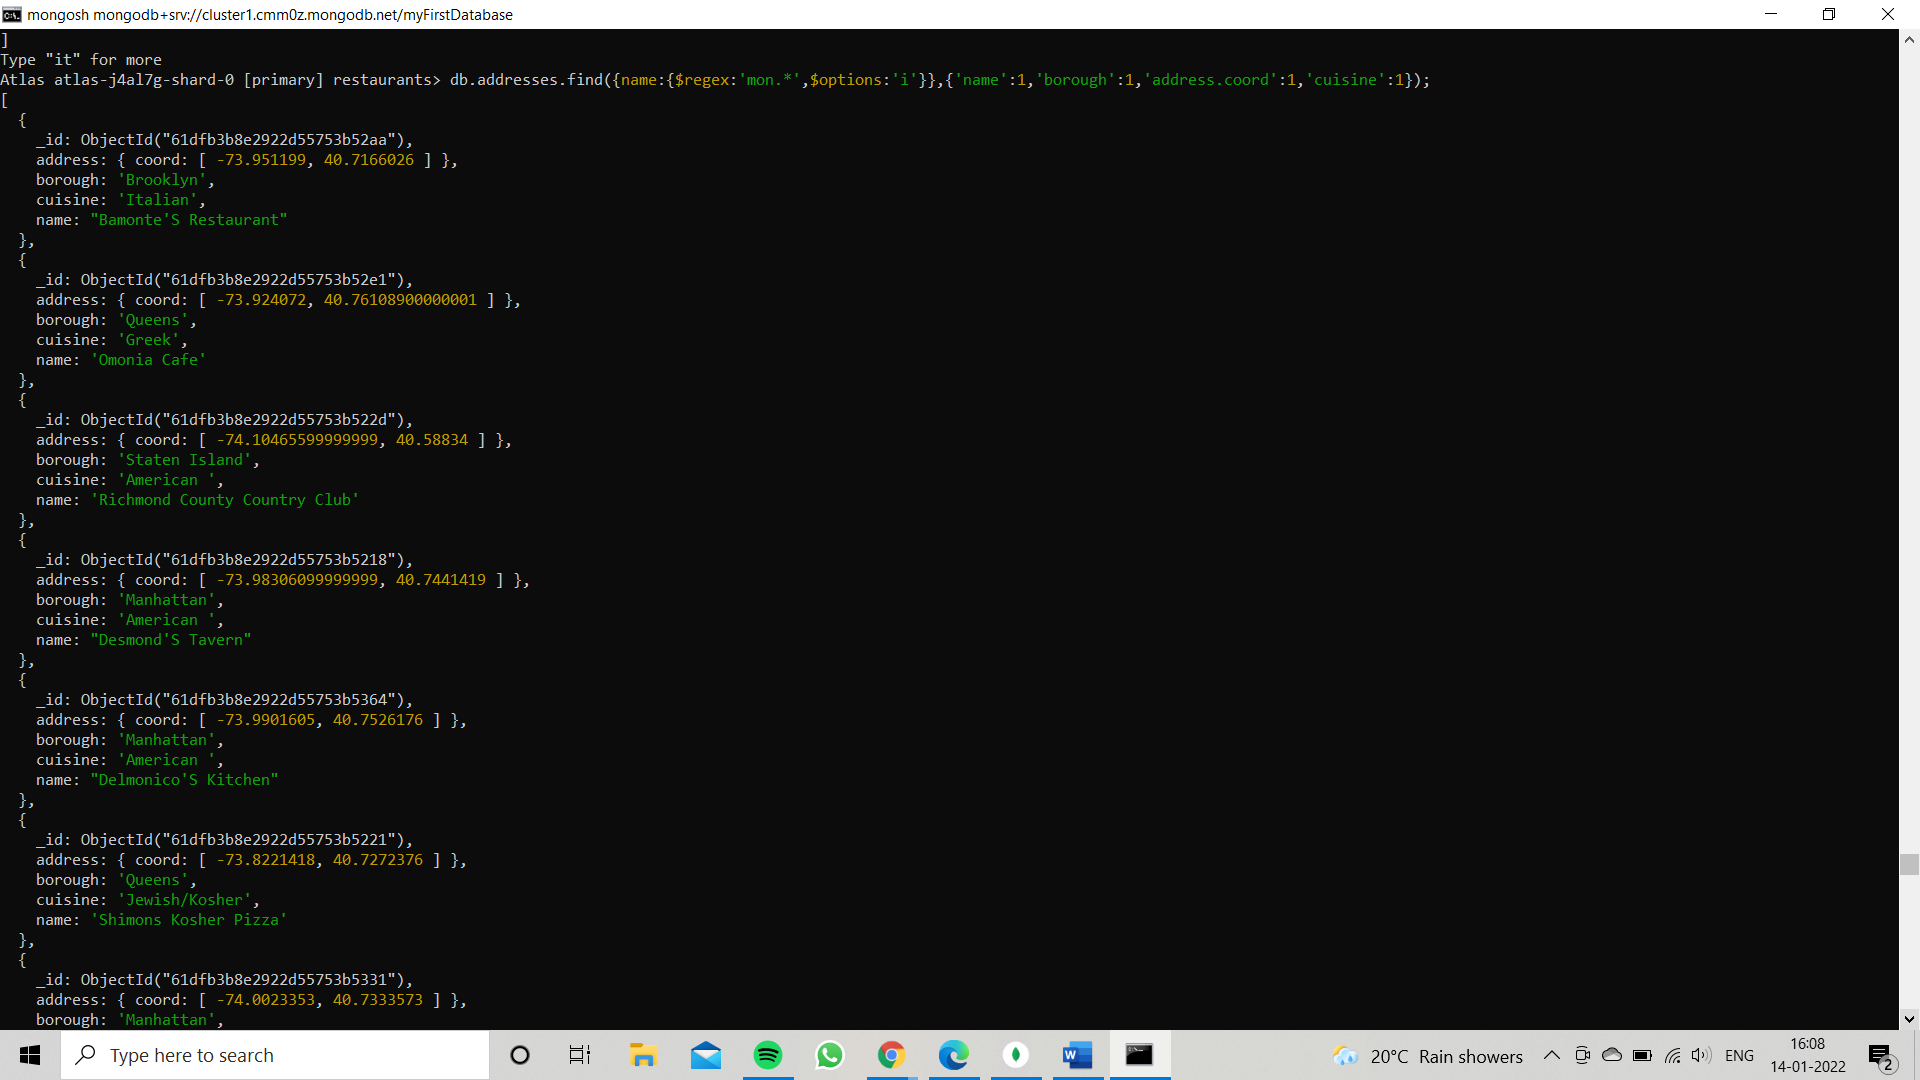 mongosh mongodb+srv://cluster1.cmm0z.mongodb.net/myFirstDatabase
]
Type "it" for more
Atlas atlas-j4al7g-shard-0 [primary] restaurants> db.addresses.find({name:{$regex:'mon.*',$options:'i'}},{'name':1,'borough':1,'address.coord':1,'cuisine':1});
[
  {
    _id: ObjectId("61dfb3b8e2922d55753b52aa"),
    address: { coord: [ -73.951199, 40.7166026 ] },
    borough: 'Brooklyn',
    cuisine: 'Italian',
    name: "Bamonte'S Restaurant"
  },
  {
    _id: ObjectId("61dfb3b8e2922d55753b52e1"),
    address: { coord: [ -73.924072, 40.76108900000001 ] },
    borough: 'Queens',
    cuisine: 'Greek',
    name: 'Omonia Cafe'
  },
  {
    _id: ObjectId("61dfb3b8e2922d55753b522d"),
    address: { coord: [ -74.10465599999999, 40.58834 ] },
    borough: 'Staten Island',
    cuisine: 'American ',
    name: 'Richmond County Country Club'
  },
  {
    _id: ObjectId("61dfb3b8e2922d55753b5218"),
    address: { coord: [ -73.98306099999999, 40.7441419 ] },
    borough: 'Manhattan',
    cuisine: 'American ',
    name: "Desmond'S Tavern"
  },
  {
    _id: ObjectId("61dfb3b8e2922d55753b5364"),
    address: { coord: [ -73.9901605, 40.7526176 ] },
    borough: 'Manhattan',
    cuisine: 'American ',
    name: "Delmonico'S Kitchen"
  },
  {
    _id: ObjectId("61dfb3b8e2922d55753b5221"),
    address: { coord: [ -73.8221418, 40.7272376 ] },
    borough: 'Queens',
    cuisine: 'Jewish/Kosher',
    name: 'Shimons Kosher Pizza'
  },
  {
    _id: ObjectId("61dfb3b8e2922d55753b5331"),
    address: { coord: [ -74.0023353, 40.7333573 ] },
    borough: 'Manhattan',
Type here to search
20°C Rain showers
ENG
16:08
14-01-2022
2